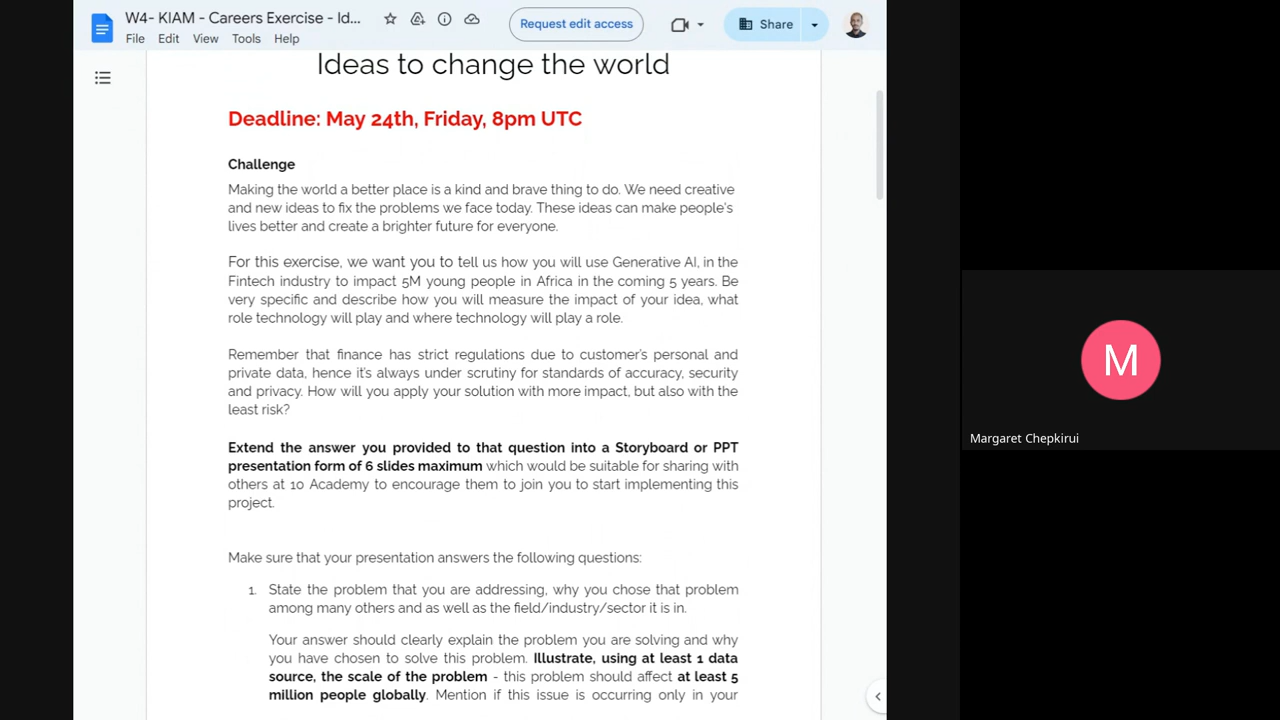 W4- KIAM - Careers Exercise - Id...
Request edit access
Share
File Edit View Tools Help
Ideas to change the world
Deadline: May 24th, Friday, 8pm UTC
Challenge
Making the world a better place is a kind and brave thing to do. We need creative
and new ideas to fix the problems we face today. These ideas can make people's
lives better and create a brighter future for everyone.
For this exercise, we want you to tell us how you will use Generative AI, in the
Fintech industry to impact 5M young people in Africa in the coming 5 years. Be
very specific and describe how you will measure the impact of your idea, what
role technology will play and where technology will play a role.
Remember that finance has strict regulations due to customer's personal and
private data, hence it's always under scrutiny for standards of accuracy, security
and privacy. How will you apply your solution with more impact, but also with the
least risk?
Extend the answer you provided to that question into a Storyboard or PPT
presentation form of 6 slides maximum which would be suitable for sharing with
others at 10 Academy to encourage them to join you to start implementing this
project.
Make sure that your presentation answers the following questions:
1. State the problem that you are addressing, why you chose that problem
among many others and as well as the field/industry/sector it is in.
Your answer should clearly explain the problem you are solving and why
you have chosen to solve this problem. Illustrate, using at least 1 data
source, the scale of the problem - this problem should affect at least 5
million people globally. Mention if this issue is occurring only in your
M
Margaret Chepkirui